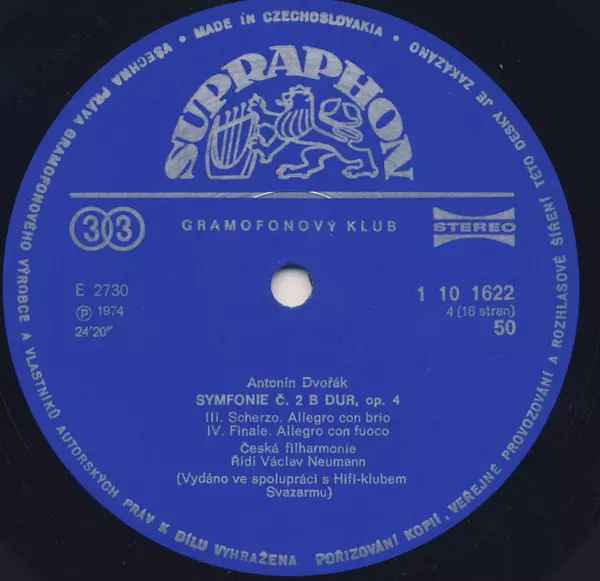 VŠECHNA PRÁVA GRAMOFONOVÉHO VÝROBCE A VLASTNÍKŮ AUTORSKÝCH PRÁV K DÍLU VYHRAŽENA. POŘIZOVÁNÍ KOPIÍ, VEŘEJNÉ PROVOZOVÁNÍ A ROZHLASOVÉ ŠÍŘENÍ TÉTO DESKY JE ZAKÁZÁNO • MADE IN CZECHOSLOVAKIA •
SUPRAPHON
33 GRAMOFONOVÝ KLUB STEREO
E 2730 1 10 1622
Ⓟ 1974 4 (16 stran)
24'20" 50
Antonín Dvořák
SYMFONIE Č. 2 B DUR, op. 4
III. Scherzo. Allegro con brio
IV. Finale. Allegro con fuoco
Česká filharmonie
Řídí Václav Neumann
(Vydáno ve spolupráci s Hifi-klubem
Svazarmu)